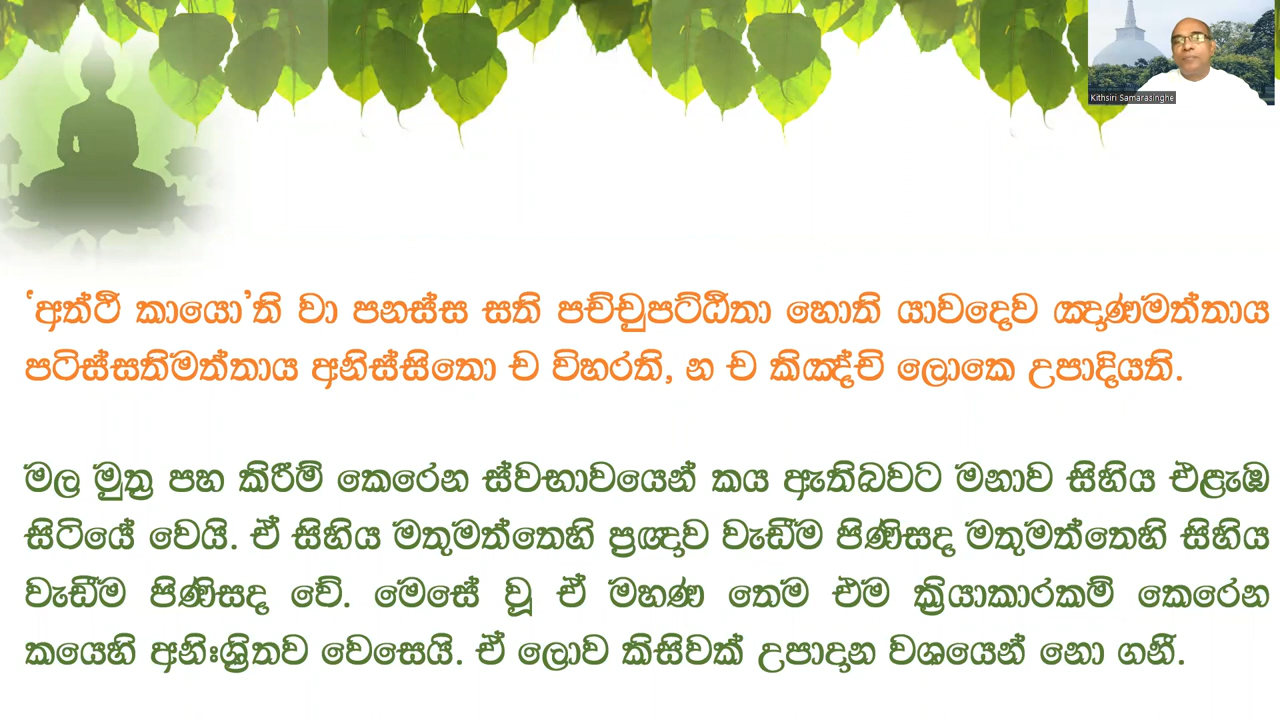 Kithsiri Samarasinghe
‘අත්ථි කායො’ති වා පනස්ස සති පච්චුපට්ඨිතා හොති යාවදෙව ඤාණමත්තාය
පටිස්සතිමත්තාය අනිස්සිතො ච විහරති, න ච කිඤ්චි ලොකෙ උපාදියති.
මල මුත්‍ර පහ කිරීම් කෙරෙන ස්වභාවයෙන් කය ඇතිබවට මනාව සිහිය එළැඹ
සිටියේ වෙයි. ඒ සිහිය මතුමත්තෙහි ප්‍රඥාව වැඩීම පිණිසද මතුමත්තෙහි සිහිය
වැඩීම පිණිසද වේ. මෙසේ වූ ඒ මහණ තෙම එම ක්‍රියාකාරකම් කෙරෙන
කයෙහි අනිඃශ්‍රිතව වෙසෙයි. ඒ ලොව කිසිවක් උපාදාන වශයෙන් නො ගනී.